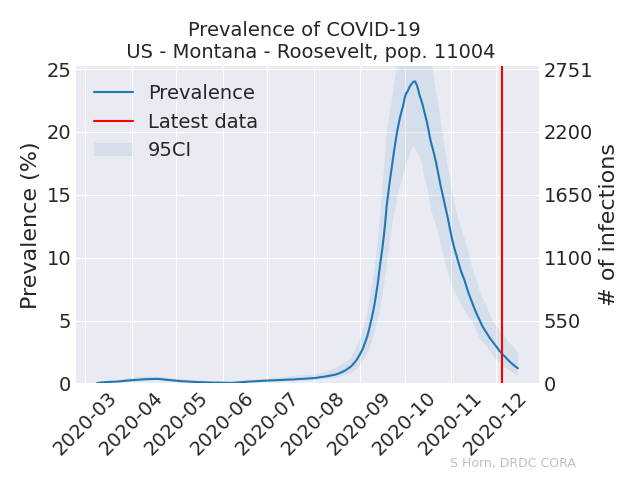 Prevalence of COVID-19
US - Montana - Roosevelt, pop. 11004
Prevalence (%)
25
20
15
10
5
0
Prevalence
Latest data
95CI
2751
2200
1650
1100
550
0
# of infections
2020-03
2020-04
2020-05
2020-06
2020-07
2020-08
2020-09
2020-10
2020-11
2020-12
S Horn, DRDC CORA